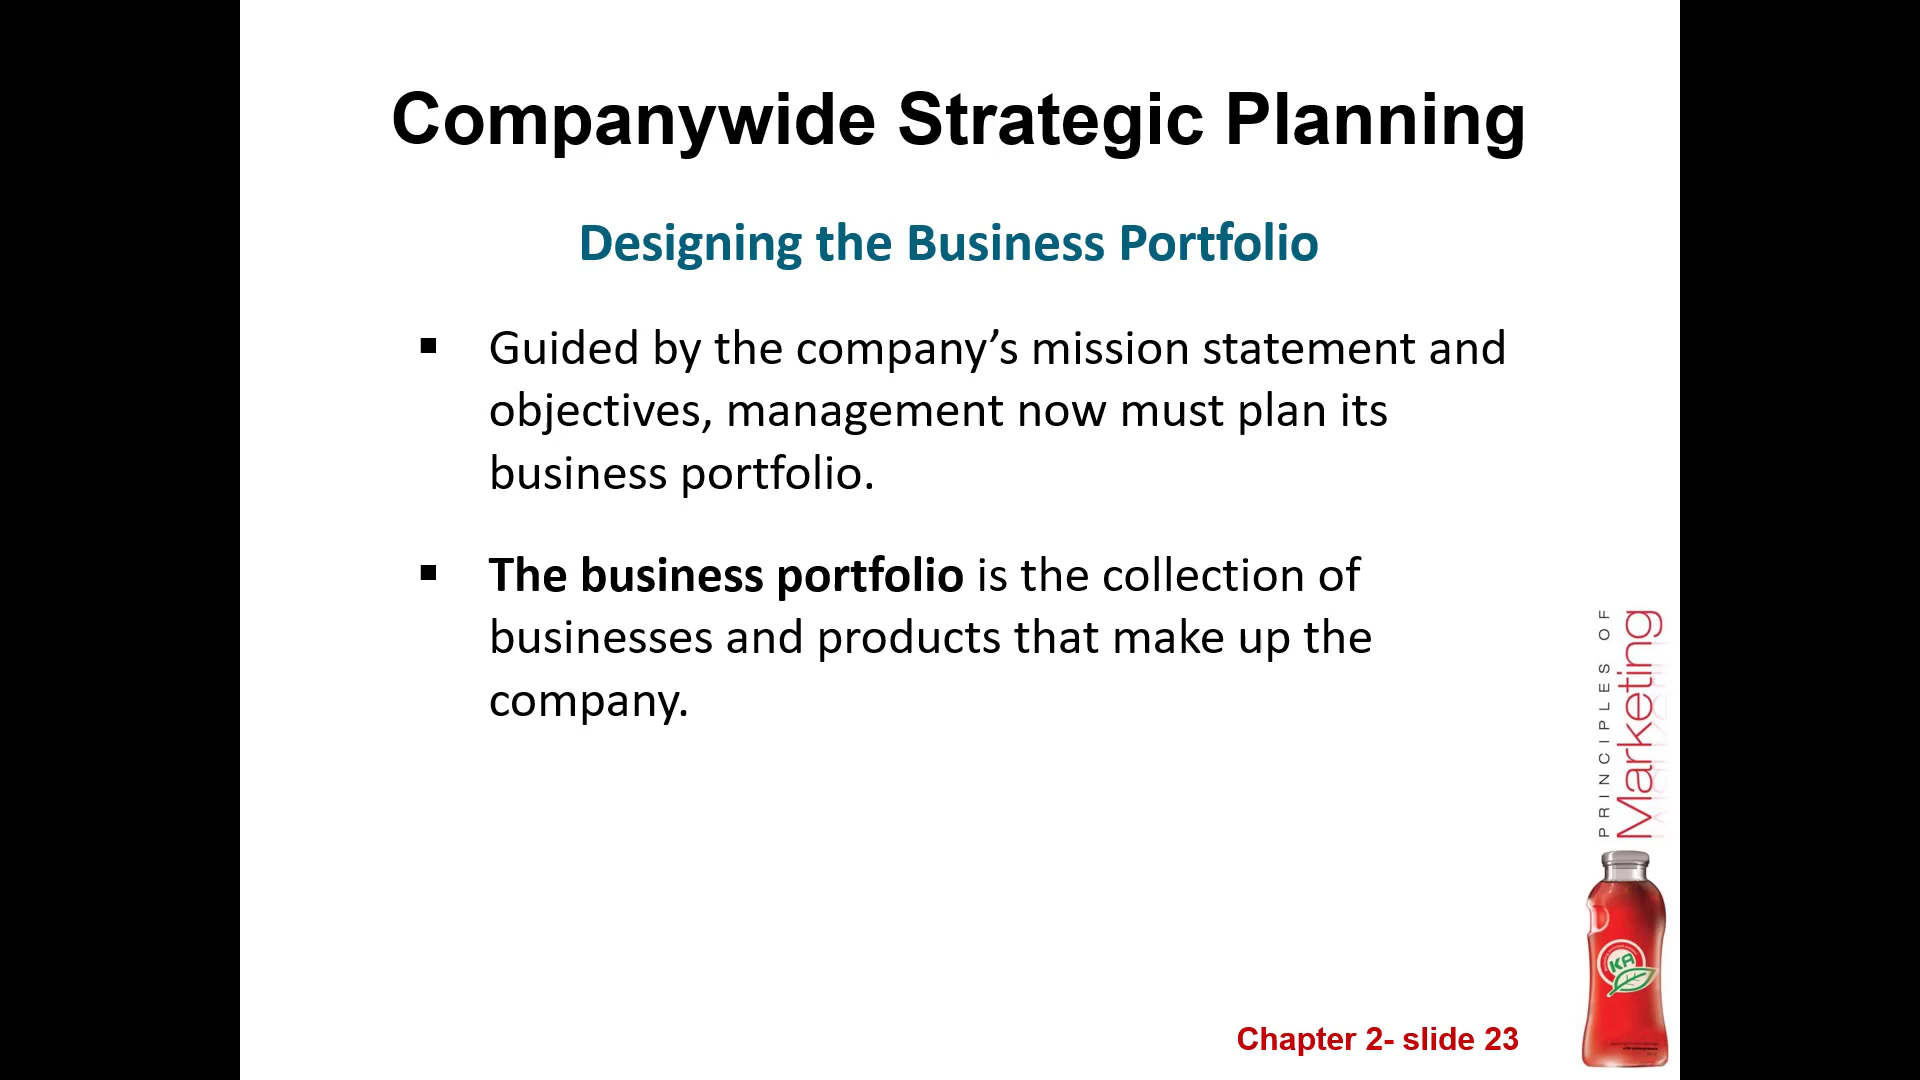 Companywide Strategic Planning
Designing the Business Portfolio
▪ Guided by the company’s mission statement and
objectives, management now must plan its
business portfolio.
▪ The business portfolio is the collection of
businesses and products that make up the
company.
PRINCIPLES OF
Marketing
KA
Chapter 2- slide 23